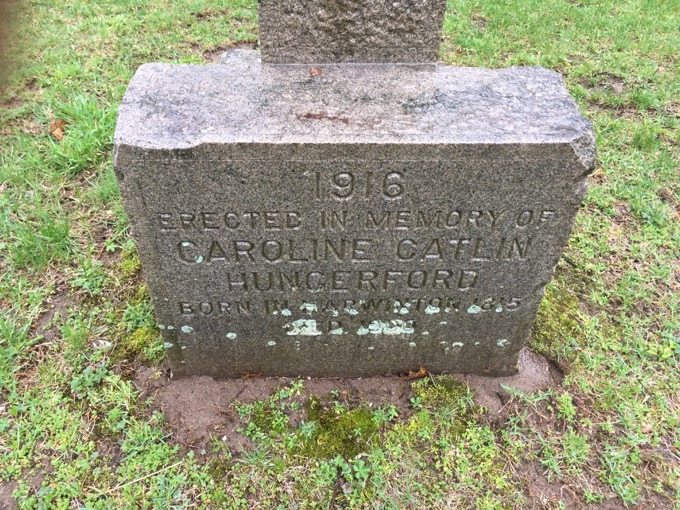 1916
ERECTED IN MEMORY OF
CAROLINE CATLIN
HUNGERFORD
BORN IN HARWINTON 1815